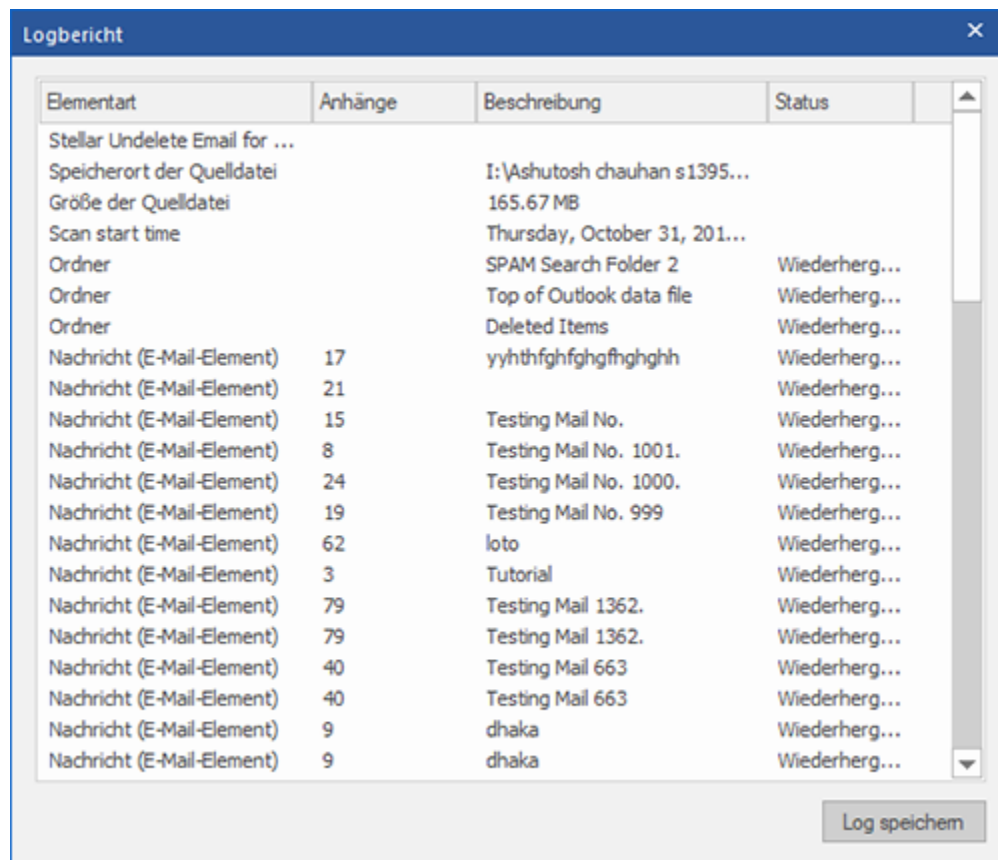 Logbericht
Elementart Anhänge Beschreibung Status
Stellar Undelete Email for ...
Speicherort der Quelldatei I:\Ashutosh chauhan s1395...
Größe der Quelldatei 165.67 MB
Scan start time Thursday, October 31, 201...
Ordner SPAM Search Folder 2 Wiederherg...
Ordner Top of Outlook data file Wiederherg...
Ordner Deleted Items Wiederherg...
Nachricht (E-Mail-Element) 17 yyhthfghfghgfhghghh Wiederherg...
Nachricht (E-Mail-Element) 21 Wiederherg...
Nachricht (E-Mail-Element) 15 Testing Mail No. Wiederherg...
Nachricht (E-Mail-Element) 8 Testing Mail No. 1001. Wiederherg...
Nachricht (E-Mail-Element) 24 Testing Mail No. 1000. Wiederherg...
Nachricht (E-Mail-Element) 19 Testing Mail No. 999 Wiederherg...
Nachricht (E-Mail-Element) 62 loto Wiederherg...
Nachricht (E-Mail-Element) 3 Tutorial Wiederherg...
Nachricht (E-Mail-Element) 79 Testing Mail 1362. Wiederherg...
Nachricht (E-Mail-Element) 79 Testing Mail 1362. Wiederherg...
Nachricht (E-Mail-Element) 40 Testing Mail 663 Wiederherg...
Nachricht (E-Mail-Element) 40 Testing Mail 663 Wiederherg...
Nachricht (E-Mail-Element) 9 dhaka Wiederherg...
Nachricht (E-Mail-Element) 9 dhaka Wiederherg...
Log speichern